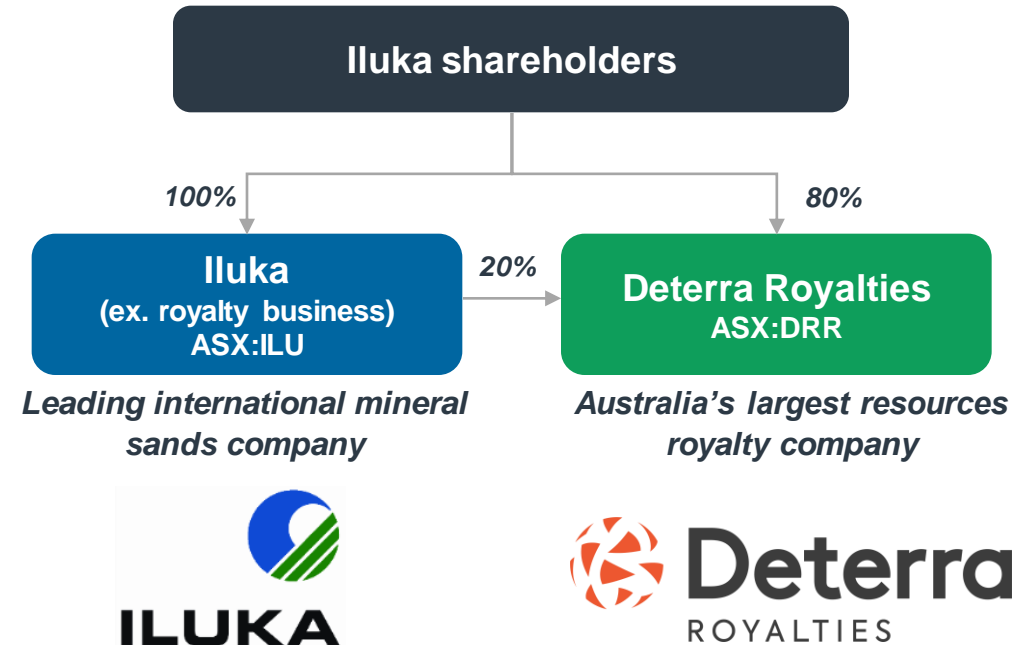 Iluka shareholders
100%
80%
Iluka
(ex. royalty business)
ASX:ILU
20%
Deterra Royalties
ASX:DRR
Leading international mineral
sands company
Australia’s largest resources
royalty company
ILUKA
Deterra
ROYALTIES